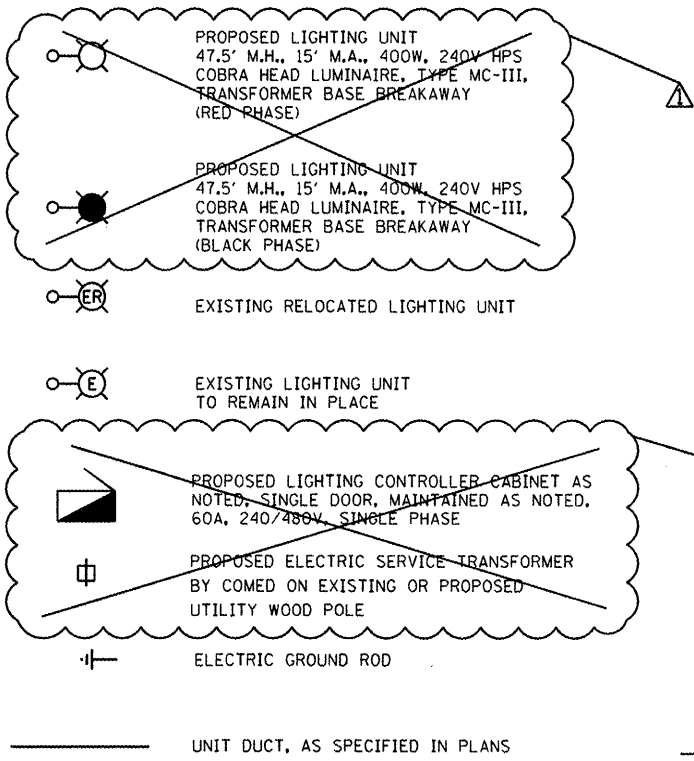 PROPOSED LIGHTING UNIT
47.5' M.H., 15' M.A., 400W, 240V HPS
COBRA HEAD LUMINAIRE, TYPE MC-III,
TRANSFORMER BASE BREAKAWAY
(RED PHASE)
1
PROPOSED LIGHTING UNIT
47.5' M.H., 15' M.A., 400W, 240V HPS
COBRA HEAD LUMINAIRE, TYPE MC-III,
TRANSFORMER BASE BREAKAWAY
(BLACK PHASE)
ER
EXISTING RELOCATED LIGHTING UNIT
E
EXISTING LIGHTING UNIT
TO REMAIN IN PLACE
PROPOSED LIGHTING CONTROLLER CABINET AS
NOTED, SINGLE DOOR, MAINTAINED AS NOTED,
60A, 240/480V, SINGLE PHASE
PROPOSED ELECTRIC SERVICE TRANSFORMER
BY COMED ON EXISTING OR PROPOSED
UTILITY WOOD POLE
ELECTRIC GROUND ROD
UNIT DUCT, AS SPECIFIED IN PLANS